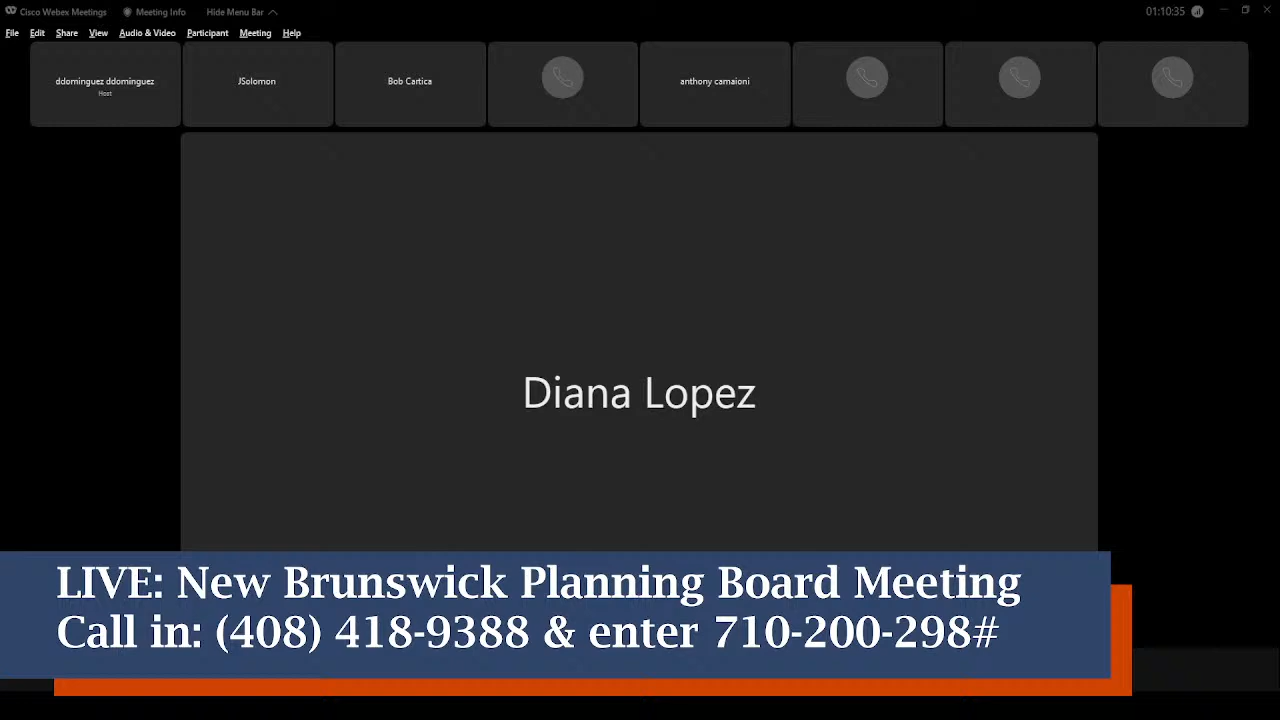 Cisco Webex Meetings Meeting Info Hide Menu Bar 01:10:35
File Edit Share View Audio & Video Participant Meeting Help
ddominguez ddominguez JSolomon Bob Cartica anthony camaioni
Host
Diana Lopez
LIVE: New Brunswick Planning Board Meeting
Call in: (408) 418-9388 & enter 710-200-298#